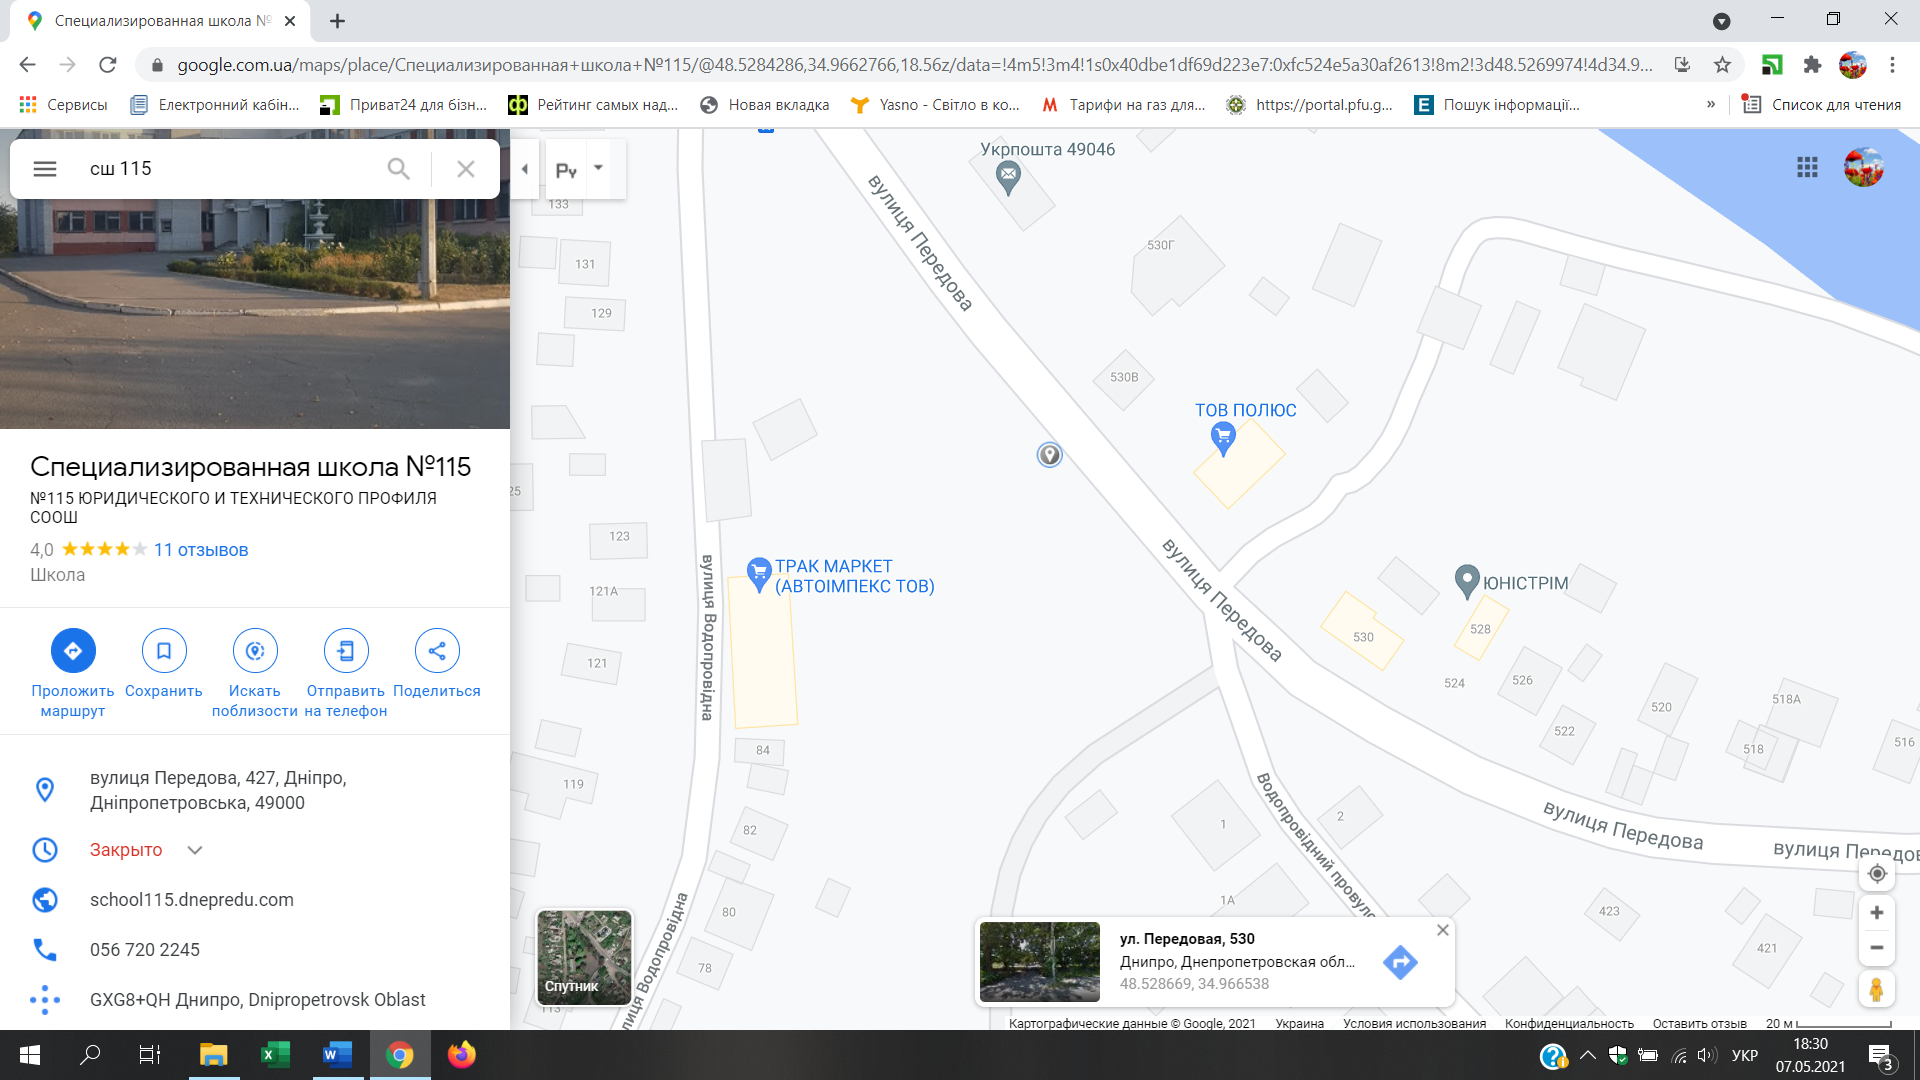 Специализированная школа №
google.com.ua/maps/place/Специализированная+школа+№115/@48.5284286,34.9662766,18.56z/data=!4m5!3m4!1s0x40dbe1df69d223e7:0xfc524e5a30af2613!8m2!3d48.5269974!4d34.9...
Сервисы
Електронний кабін...
Приват24 для бізн...
Рейтинг самых над...
Новая вкладка
Yasno - Світло в ко...
Тарифи на газ для...
https://portal.pfu.g...
Пошук інформації...
»
Список для чтения
сш 115
Ру
Специализированная школа №115
№115 ЮРИДИЧЕСКОГО И ТЕХНИЧЕСКОГО ПРОФИЛЯ
СООШ
4,0 11 отзывов
Школа
Проложить
маршрут
Сохранить
Искать
поблизости
Отправить
на телефон
Поделиться
вулиця Передова, 427, Дніпро,
Дніпропетровська, 49000
Закрыто
school115.dnepredu.com
056 720 2245
GXG8+QH Днипро, Dnipropetrovsk Oblast
Укрпошта 49046
вулиця Передова
133
131
129
530Г
530В
ТОВ ПОЛЮС
25
123
ТРАК МАРКЕТ
(АВТОІМПЕКС ТОВ)
121А
121
вулиця Водопровідна
вулиця Передова
ЮНІСТРІМ
530
528
524
526
522
520
518А
518
516
84
119
82
80
78
113
1
2
1А
Водопровідний провул
вулиця Передова
вулиця Передов
423
421
лиця Водопровідна
Спутник
ул. Передовая, 530
Днипро, Днепропетровская обл...
48.528669, 34.966538
Картографические данные © Google, 2021
Украина
Условия использования
Конфиденциальность
Оставить отзыв
20 м
УКР
18:30
07.05.2021
3